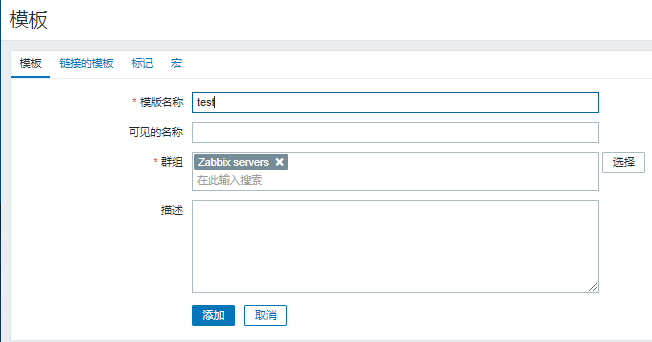 模板
模板 链接的模板 标记 宏
* 模版名称 test
可见的名称
* 群组 Zabbix servers ✖ 选择
在此输入搜索
描述
添加 取消